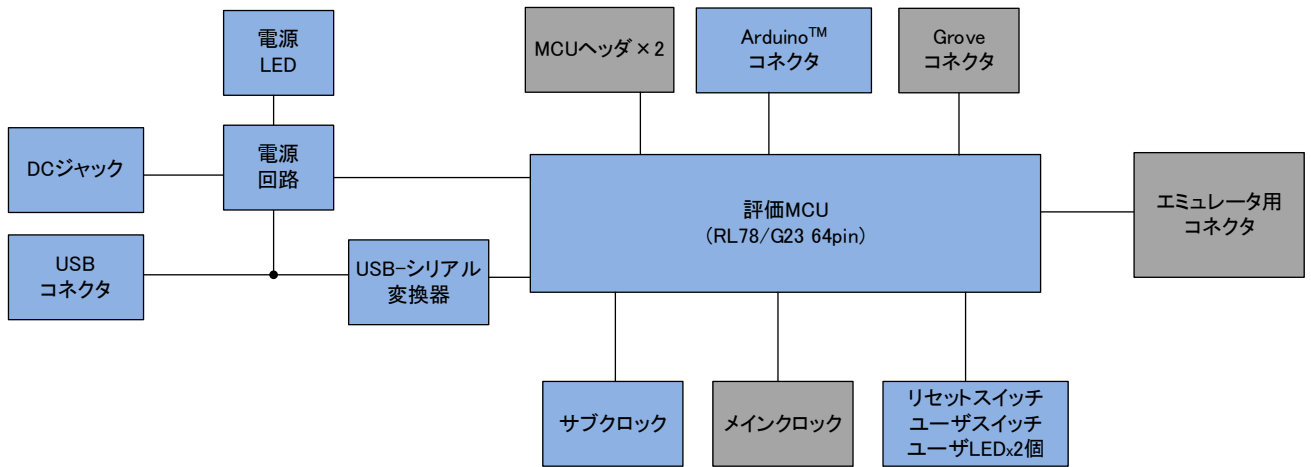 電源
LED
MCUヘッダ×2
Arduino™
コネクタ
Grove
コネクタ
DCジャック
電源
回路
評価MCU
（RL78/G23 64pin）
エミュレータ用
コネクタ
USB
コネクタ
USB-シリアル
変換器
サブクロック
メインクロック
リセットスイッチ
ユーザスイッチ
ユーザLEDx2個